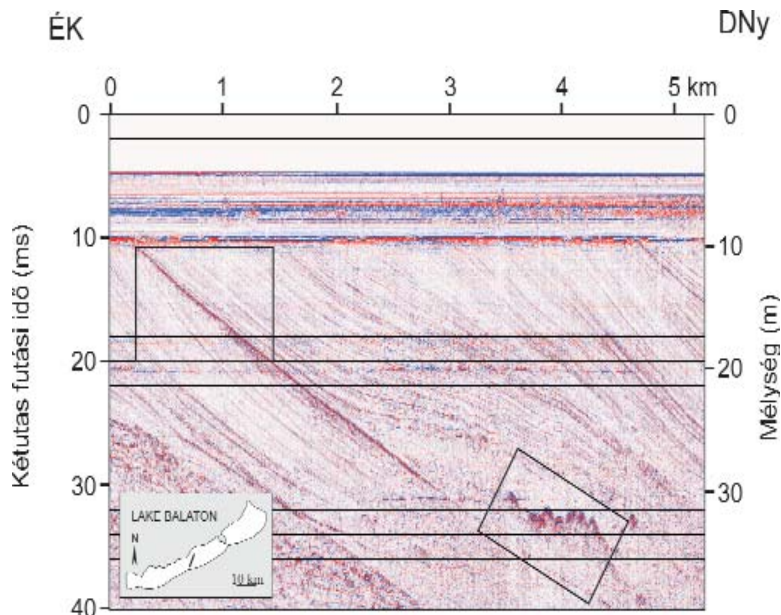 ÉK
DNy
0 1 2 3 4 5 km
0 0
10 10
20 20
30 30
40
Kétutas futási idő (ms)
Mélység (m)
LAKE BALATON
N
10 km